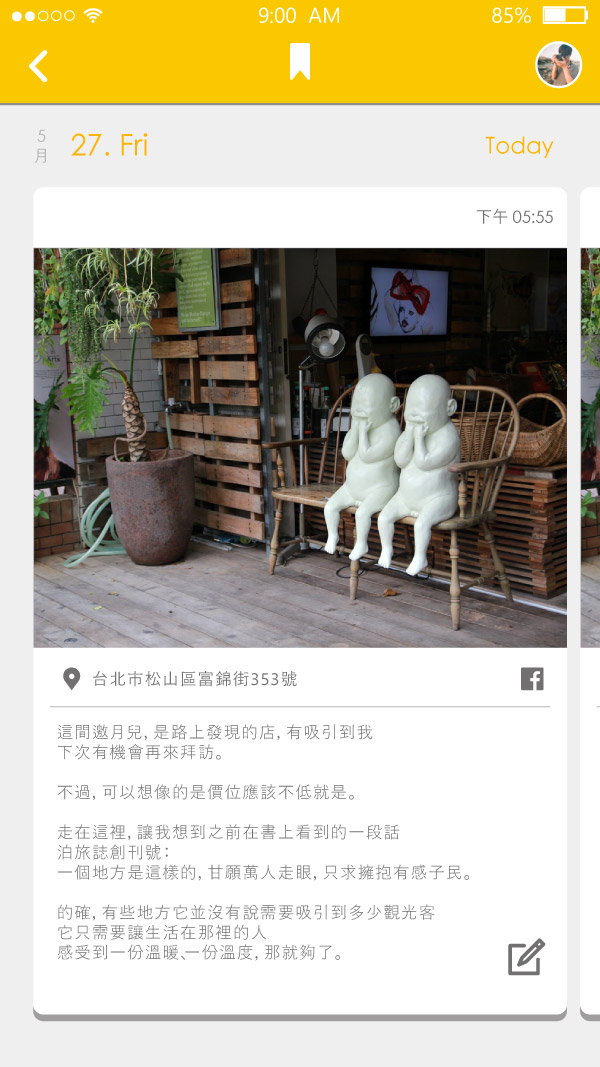 9:00 AM
85%
5月
27. Fri
Today
下午 05:55
台北市松山區富錦街353號
這間邀月兒, 是路上發現的店, 有吸引到我
下次有機會再來拜訪。
不過, 可以想像的是價位應該不低就是。
走在這裡, 讓我想到之前在書上看到的一段話
泊旅誌創刊號:
一個地方是這樣的, 甘願萬人走眼, 只求擁抱有感子民。
的確, 有些地方它並沒有說需要吸引到多少觀光客
它只需要讓生活在那裡的人
感受到一份溫暖、一份溫度, 那就夠了。